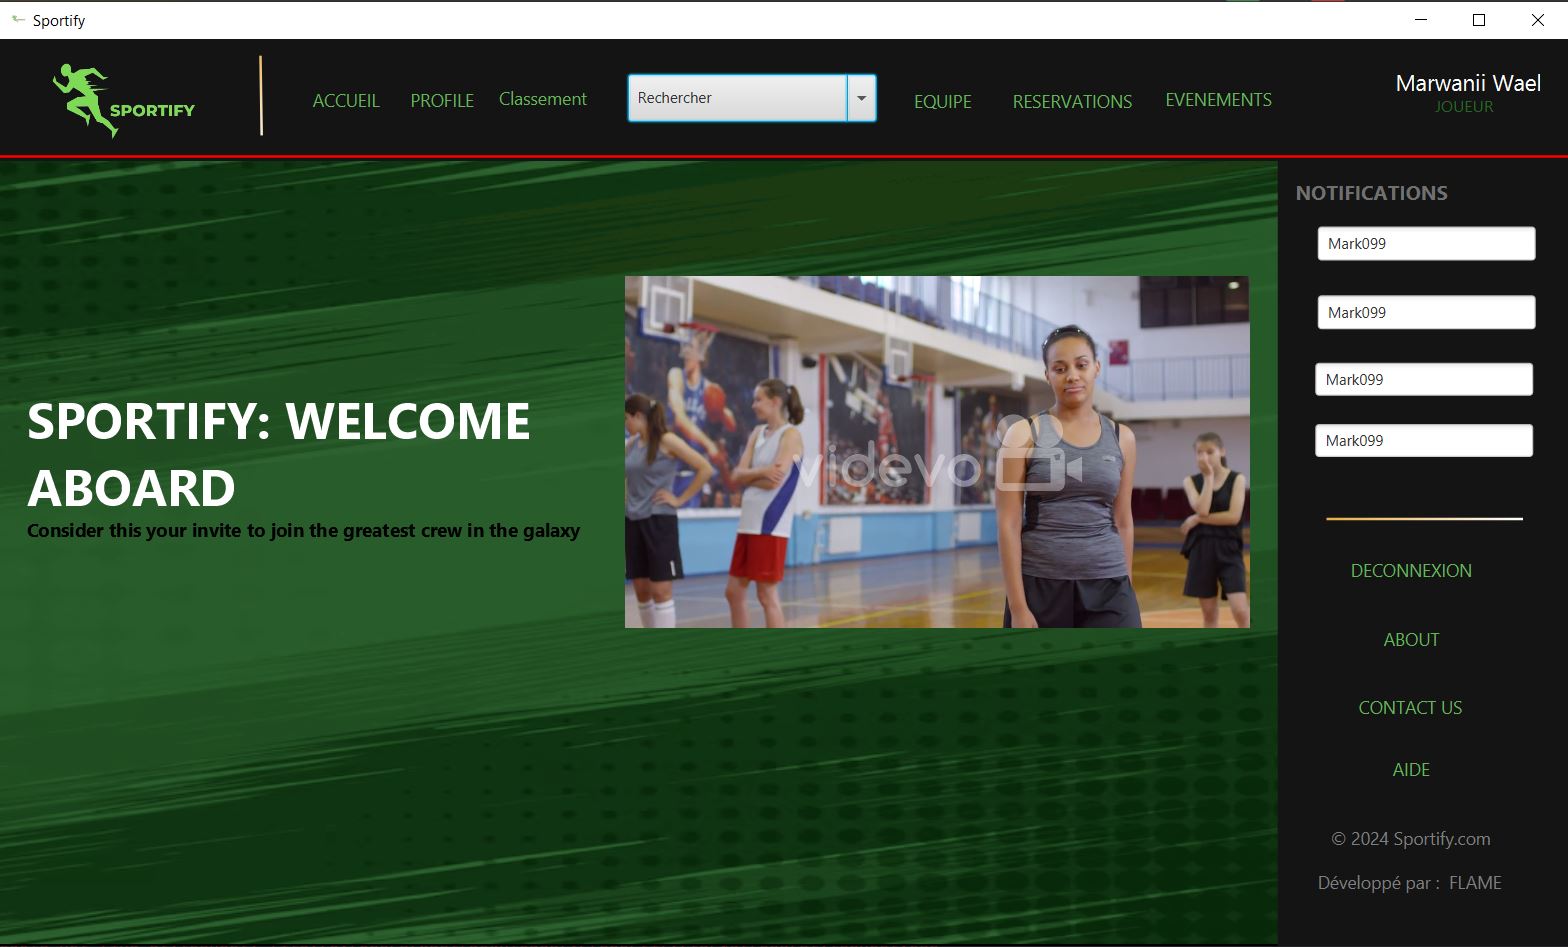 Sportify
SPORTIFY
ACCUEIL
PROFILE
Classement
Rechercher
EQUIPE
RESERVATIONS
EVENEMENTS
Marwanii Wael
JOUEUR
SPORTIFY: WELCOME
ABOARD
Consider this your invite to join the greatest crew in the galaxy
videvo
NOTIFICATIONS
Mark099
Mark099
Mark099
Mark099
DECONNEXION
ABOUT
CONTACT US
AIDE
© 2024 Sportify.com
Développé par : FLAME